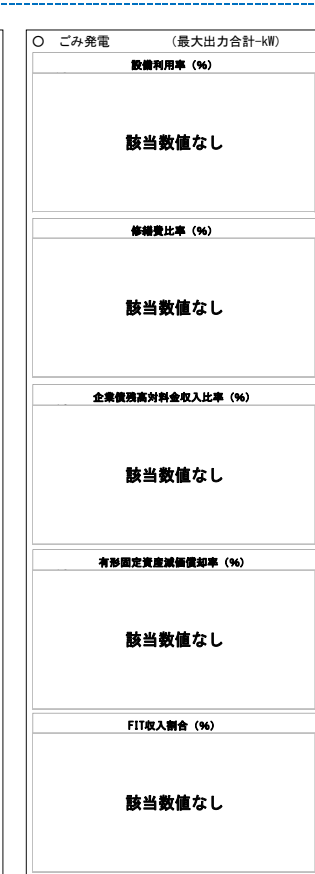 ○ ごみ発電 (最大出力合計-kW)
設備利用率（%）
該当数値なし
修繕費比率（%）
該当数値なし
企業債残高対料金収入比率（%）
該当数値なし
有形固定資産減価償却率（%）
該当数値なし
FIT収入割合（%）
該当数値なし